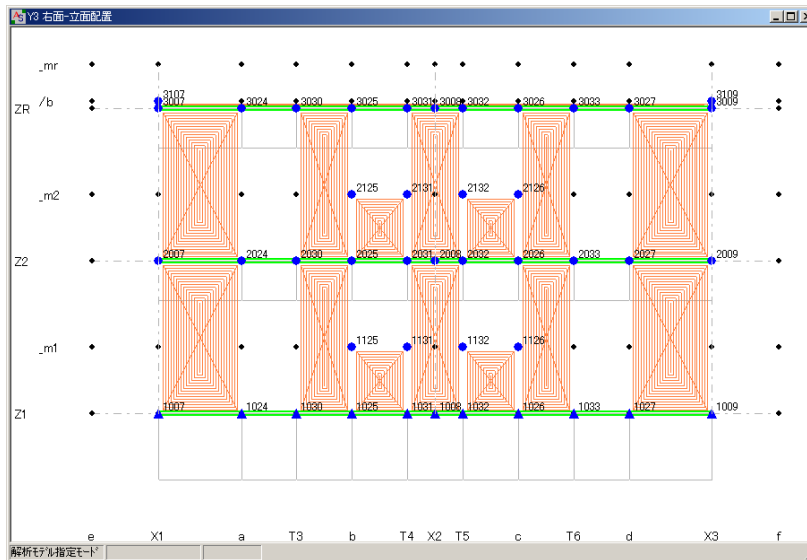 Y3 右面-立面配置
_mr
/b
3107 3109
ZR 3007 3024 3030 3025 3031 3008 3032 3026 3033 3027 3009
_m2 2125 2131 2132 2126
Z2 2007 2024 2030 2025 2031 2008 2032 2026 2033 2027 2009
_m1 1125 1131 1132 1126
Z1 1007 1024 1030 1025 1031 1008 1032 1026 1033 1027 1009
e X1 a T3 b T4 X2 T5 c T6 d X3 f
解析モデル指定モード